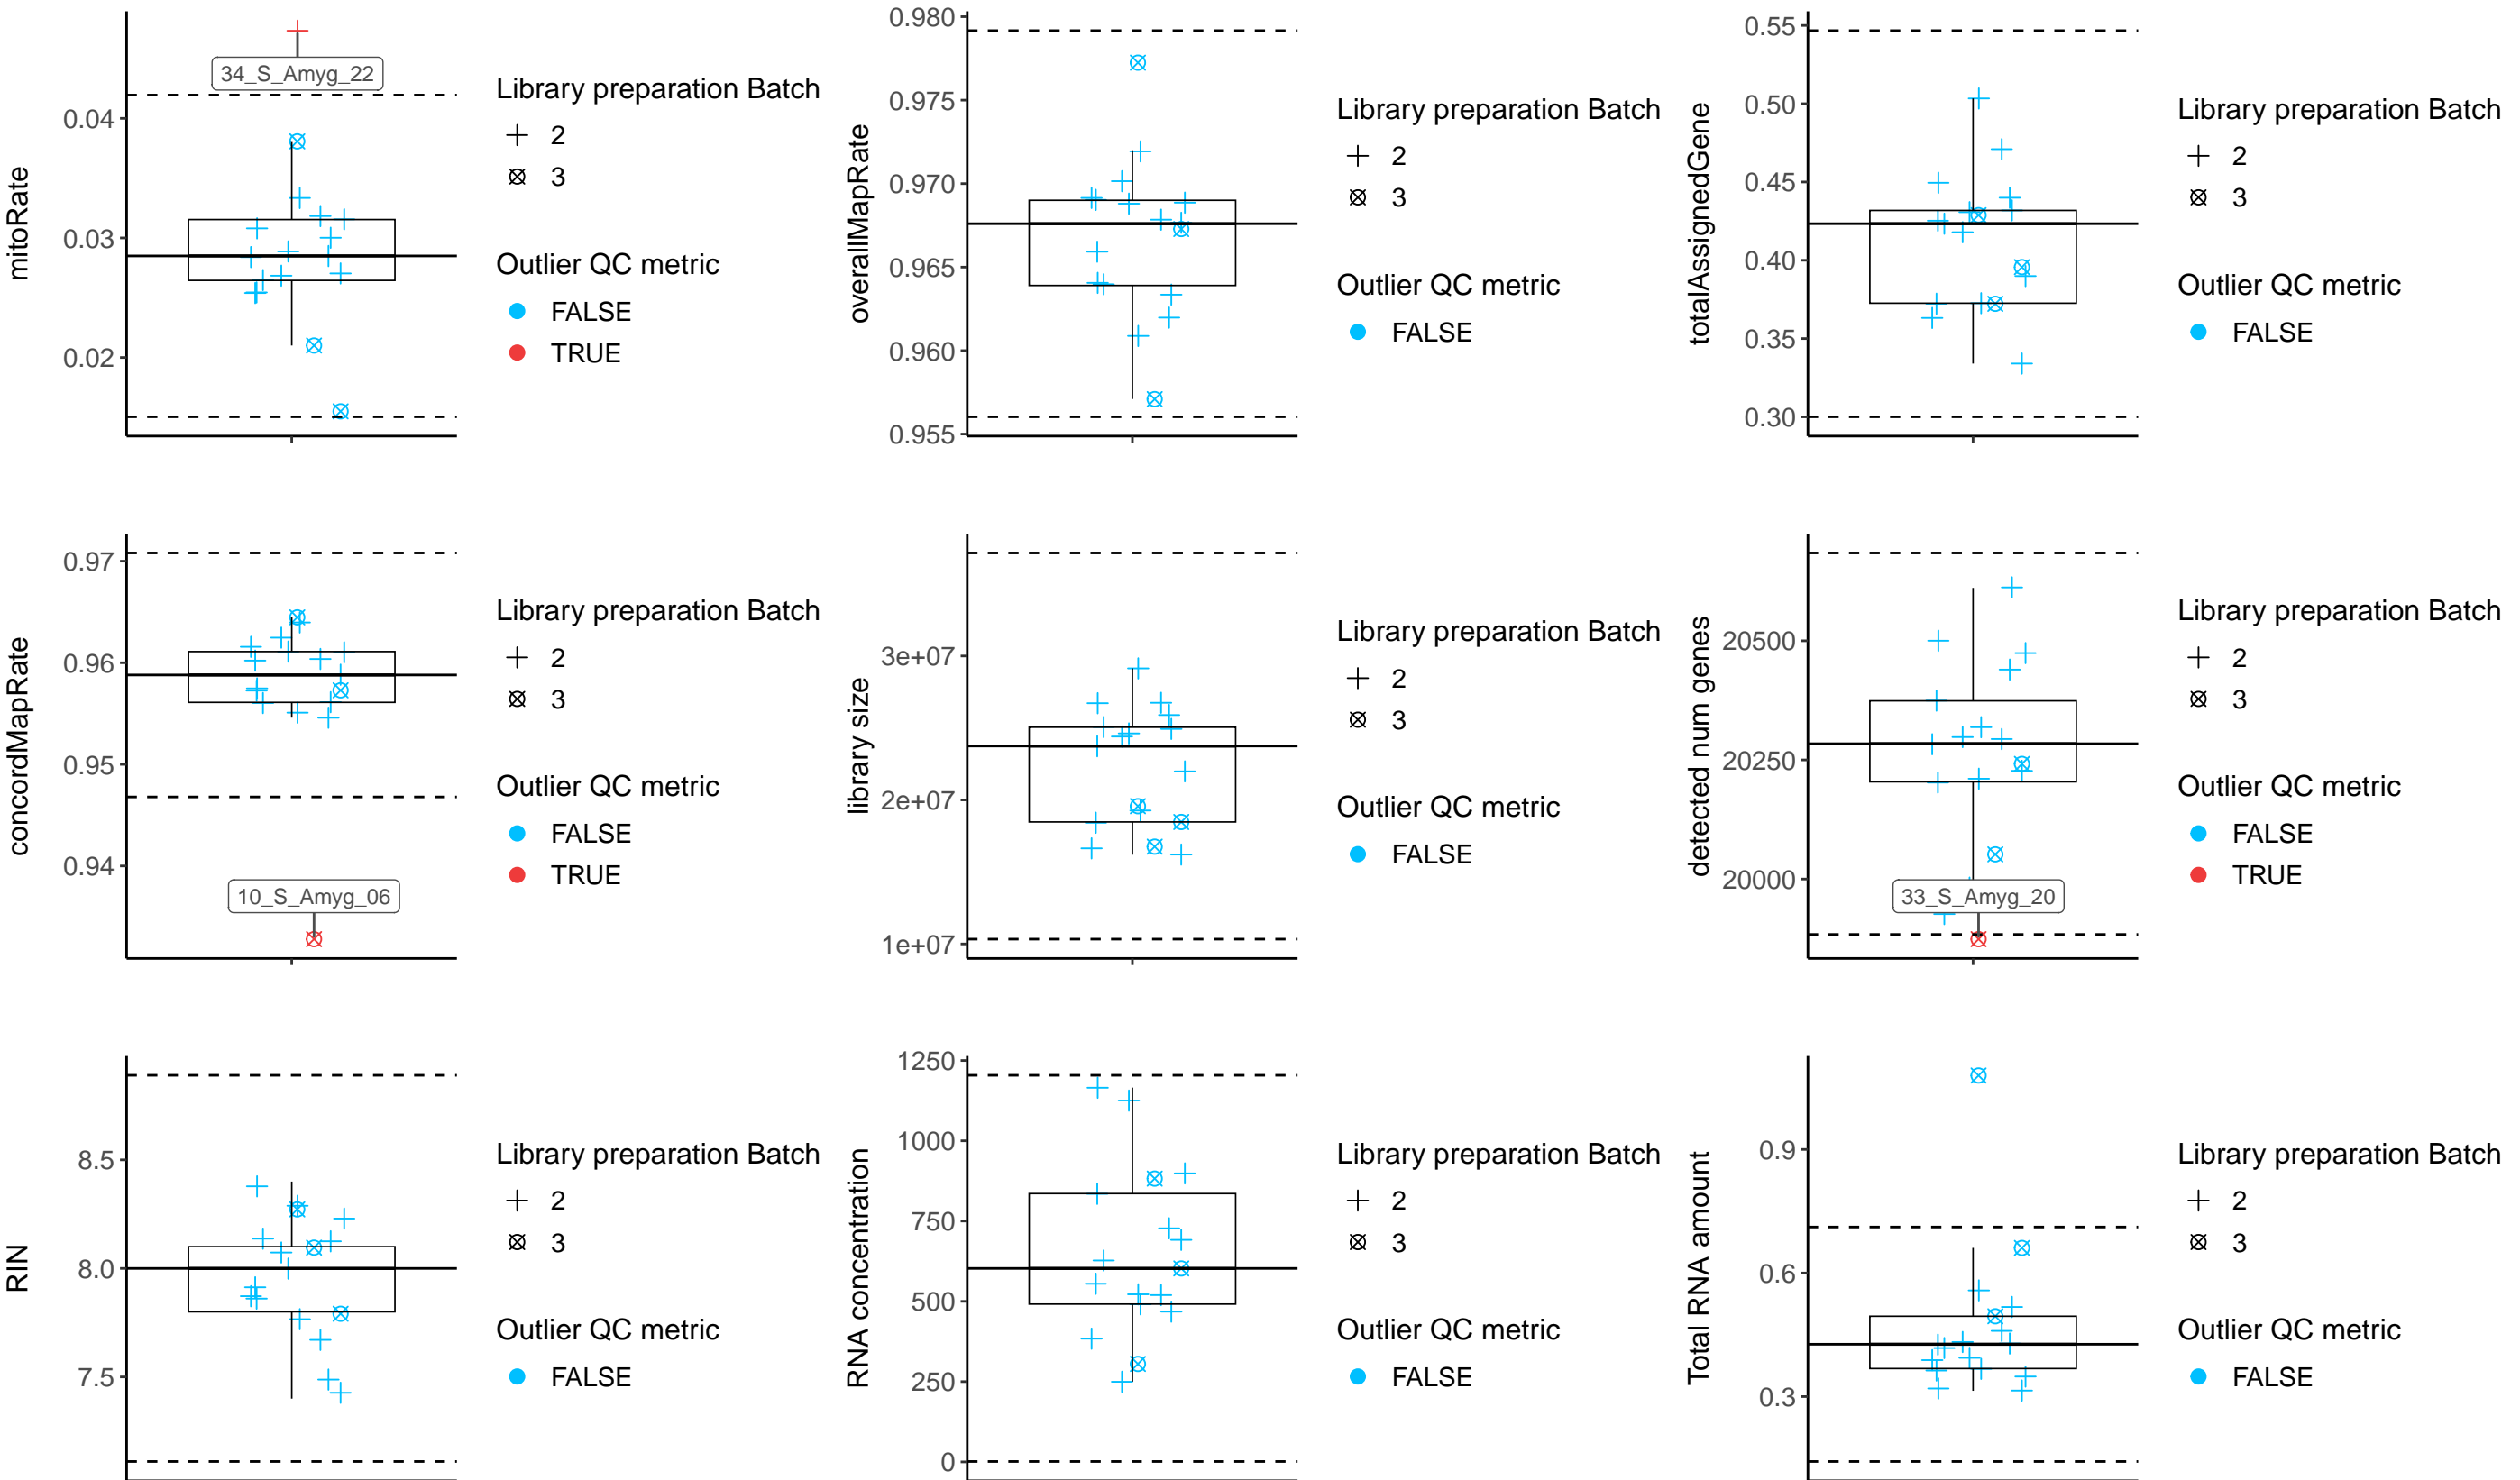 mitoRate
0.04
0.03
0.02
34_S_Amyg_22
Library preparation Batch
2
3
Outlier QC metric
FALSE
TRUE
overallMapRate
0.980
0.975
0.970
0.965
0.960
0.955
Library preparation Batch
2
3
Outlier QC metric
FALSE
totalAssignedGene
0.55
0.50
0.45
0.40
0.35
0.30
Library preparation Batch
2
3
Outlier QC metric
FALSE
concordMapRate
0.97
0.96
0.95
0.94
10_S_Amyg_06
Library preparation Batch
2
3
Outlier QC metric
FALSE
TRUE
library size
3e+07
2e+07
1e+07
Library preparation Batch
2
3
Outlier QC metric
FALSE
detected num genes
20500
20250
20000
33_S_Amyg_20
Library preparation Batch
2
3
Outlier QC metric
FALSE
TRUE
RIN
8.5
8.0
7.5
Library preparation Batch
2
3
Outlier QC metric
FALSE
RNA concentration
1250
1000
750
500
250
0
Library preparation Batch
2
3
Outlier QC metric
FALSE
Total RNA amount
0.9
0.6
0.3
Library preparation Batch
2
3
Outlier QC metric
FALSE